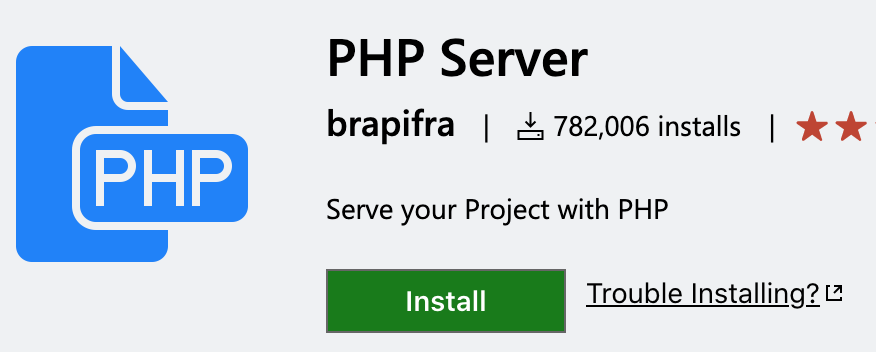 PHP Server
brapifra | 782,006 installs |
PHP
Serve your Project with PHP
Install Trouble Installing?